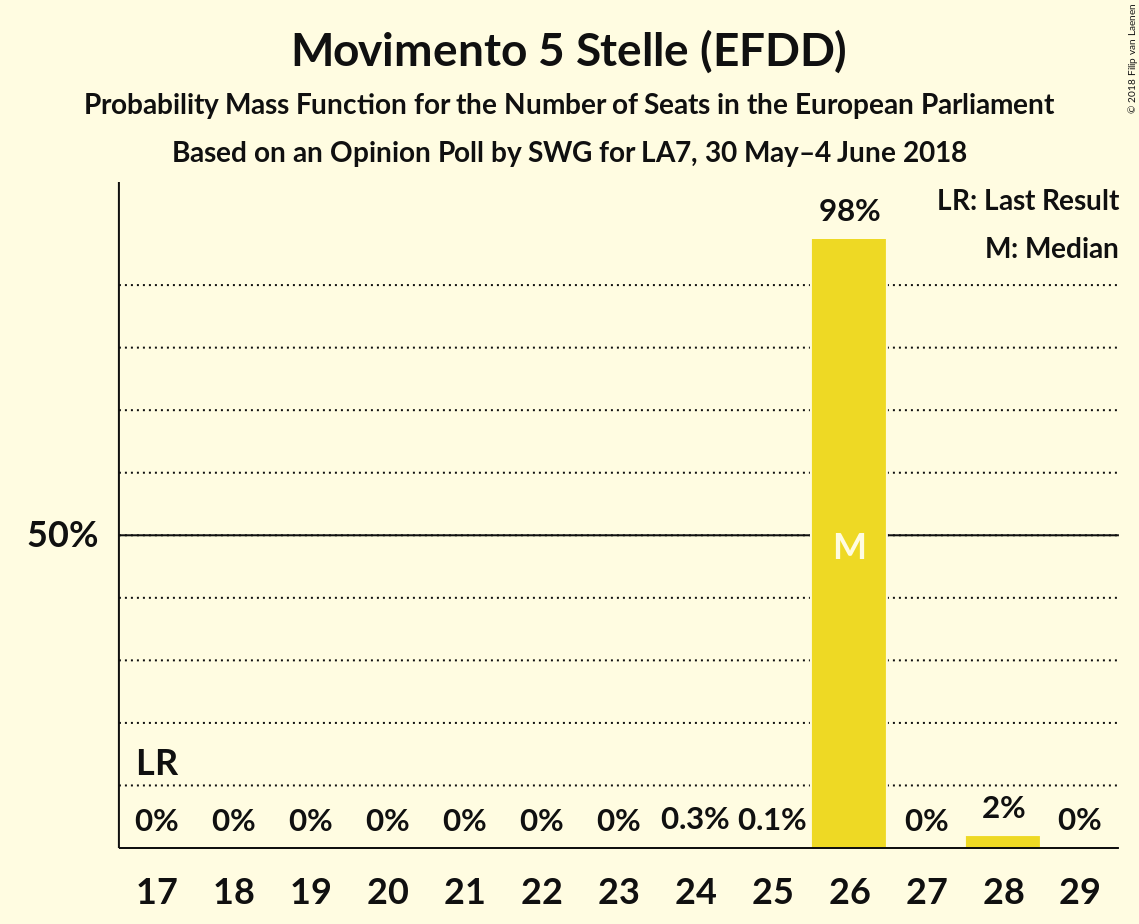 Movimento 5 Stelle (EFDD)
Probability Mass Function for the Number of Seats in the European Parliament
Based on an Opinion Poll by SWG for LA7, 30 May–4 June 2018
© 2018 Filip van Laenen
LR: Last Result
M: Median
98%
50%
M
LR
0% 0% 0% 0% 0% 0% 0% 0.3% 0.1% 0% 2% 0%
17 18 19 20 21 22 23 24 25 26 27 28 29